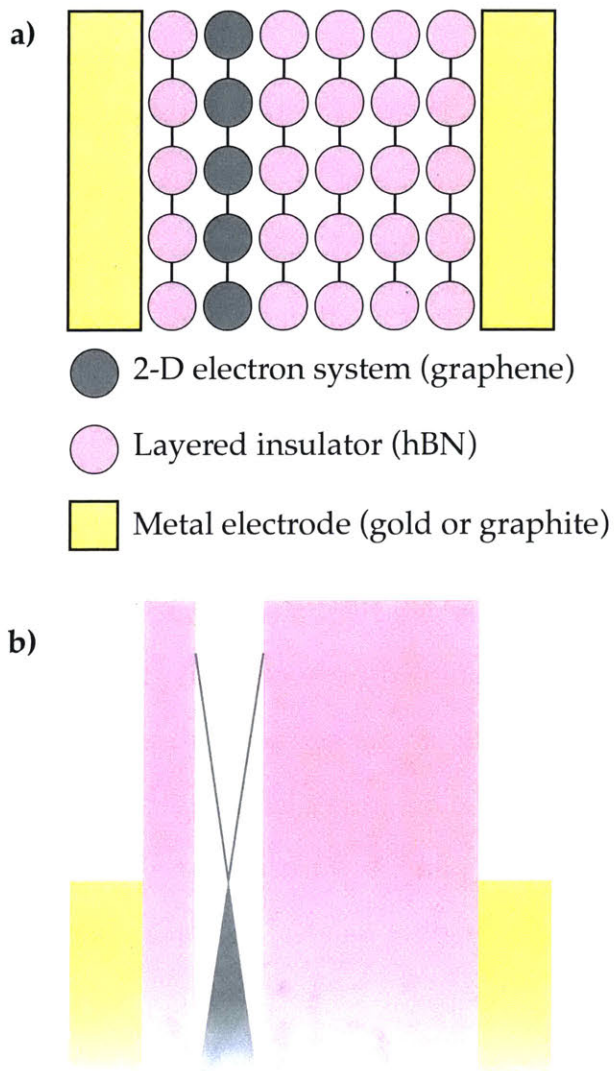 a)
2-D electron system (graphene)
Layered insulator (hBN)
Metal electrode (gold or graphite)
b)